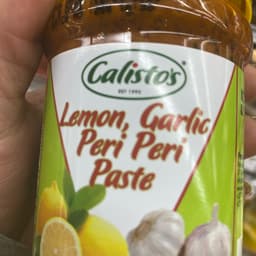 Calisto's
EST 1990
Lemon, Garlic
Peri Peri
Paste